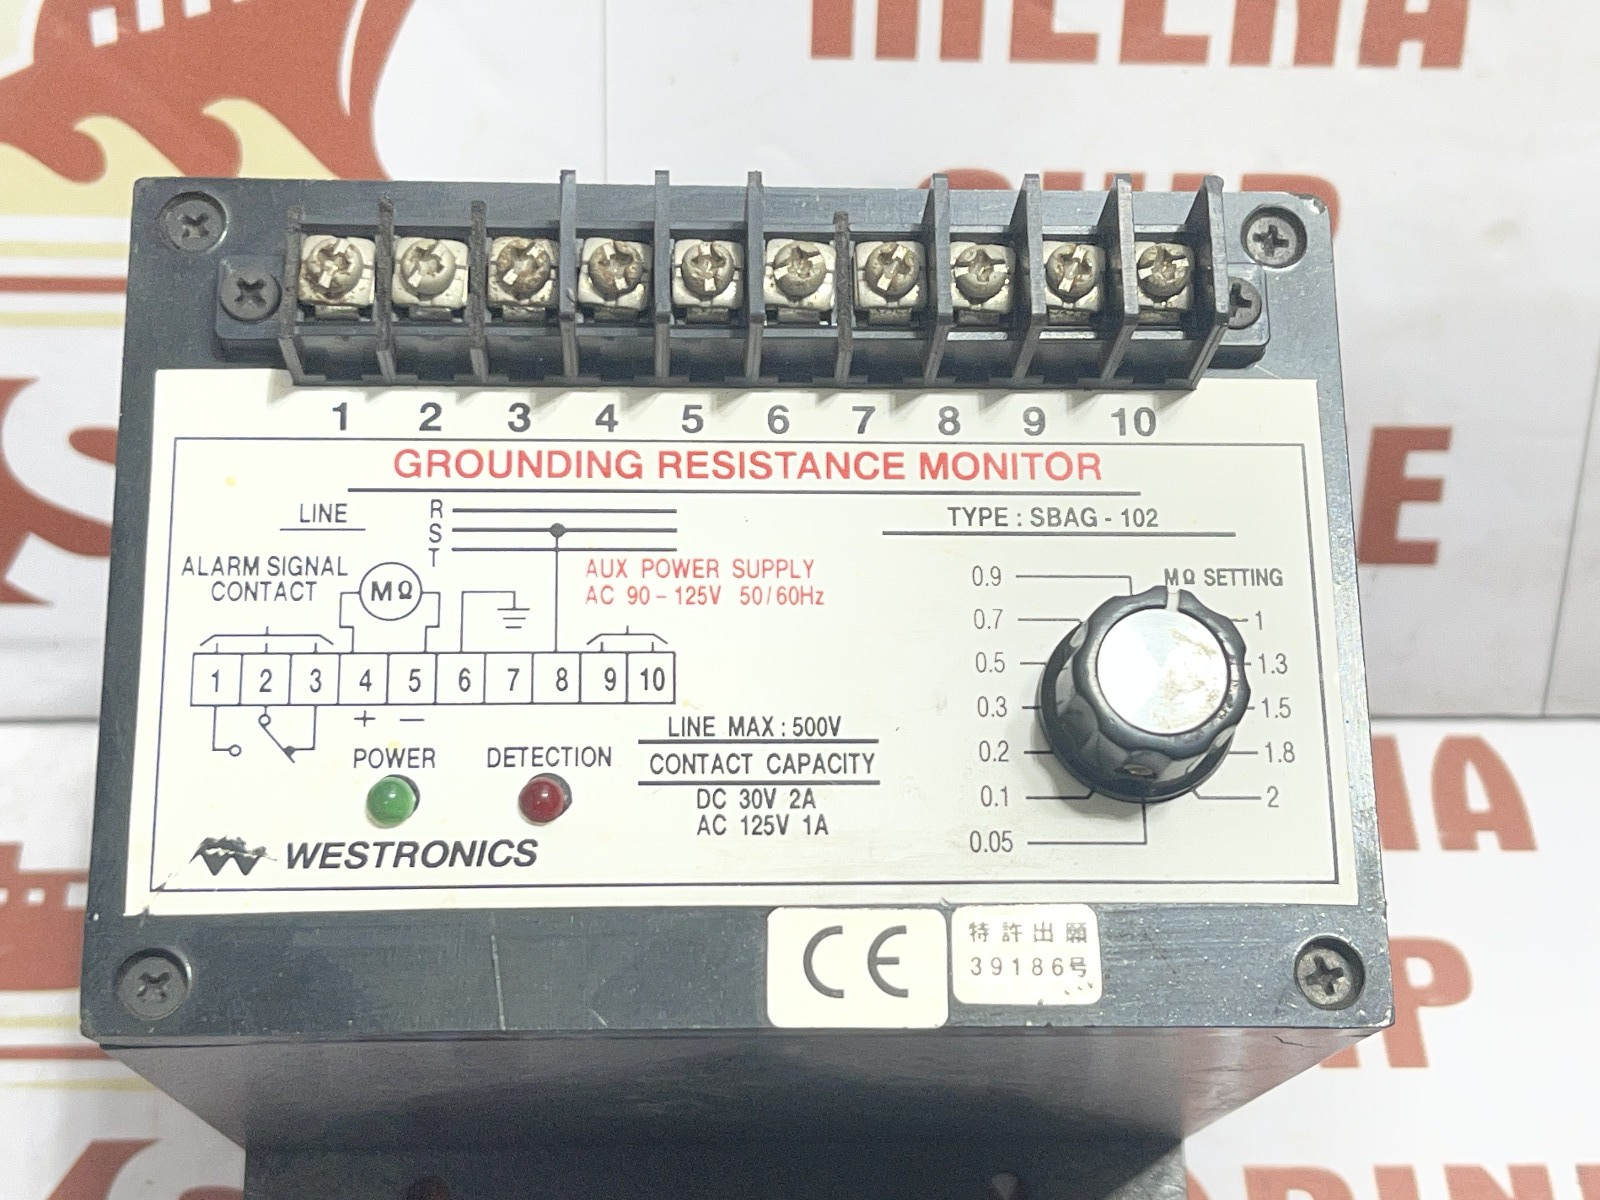 MEENA
SHIP
E
1 2 3 4 5 6 7 8 9 10
GROUNDING RESISTANCE MONITOR
TYPE : SBAG - 102
LINE
R
S
T
ALARM SIGNAL
CONTACT
MΩ
AUX POWER SUPPLY
AC 90 - 125V 50/60Hz
1 2 3 4 5 6 7 8 9 10
+ -
MΩ SETTING
0.9
0.7
0.5
0.3
0.2
0.1
0.05
1
1.3
1.5
1.8
2
LINE MAX : 500V
CONTACT CAPACITY
DC 30V 2A
AC 125V 1A
POWER
DETECTION
WESTRONICS
CE
特許出願
39186号